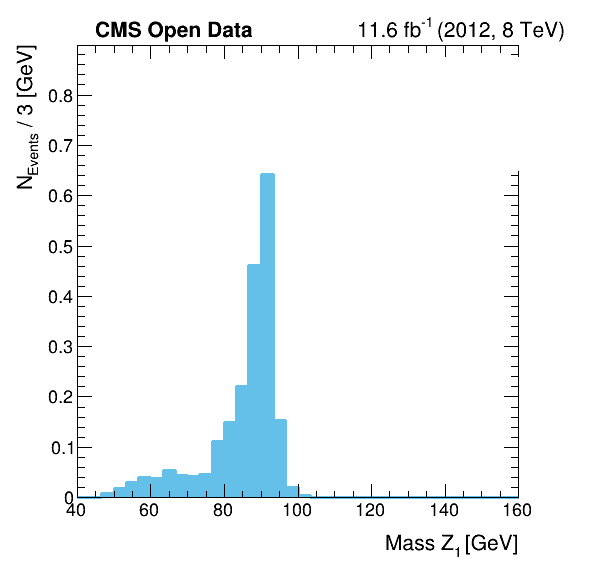 CMS Open Data
11.6 fb⁻¹ (2012, 8 TeV)
N_Events / 3 [GeV]
0.8
0.7
0.6
0.5
0.4
0.3
0.2
0.1
0
40 60 80 100 120 140 160
Mass Z₁ [GeV]